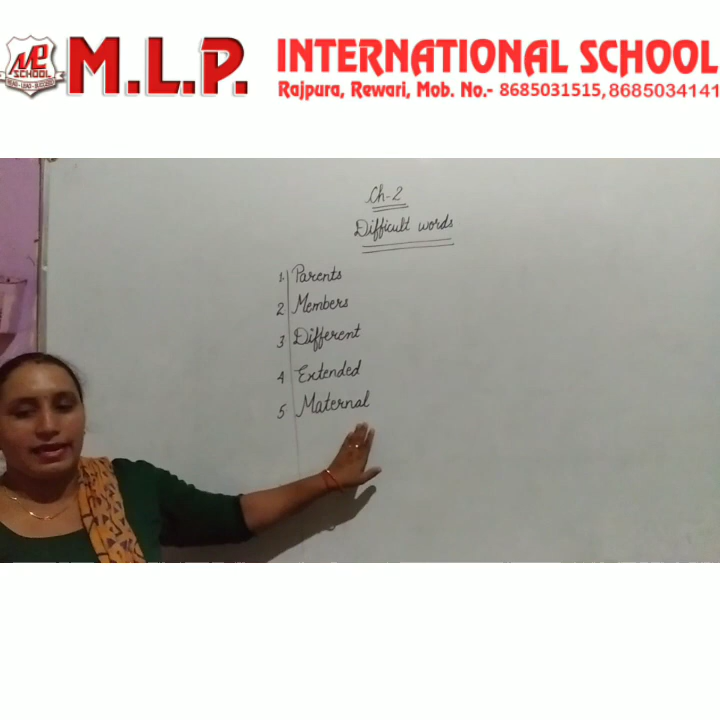 M.L.P. INTERNATIONAL SCHOOL
Rajpura, Rewari, Mob. No.- 8685031515, 8685034141
SCHOOL
Ch-2
Difficult words
1. Parents
2. Members
3 Different
4 Extended
5. Maternal